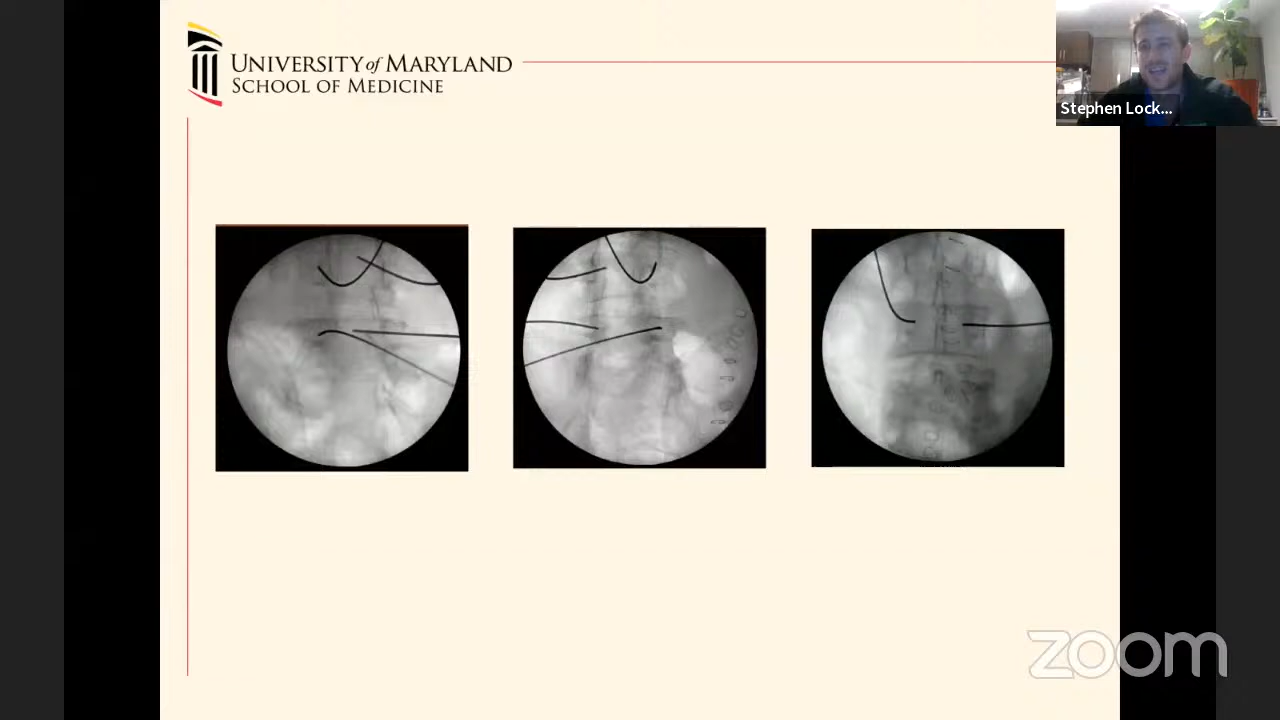 UNIVERSITY of MARYLAND
SCHOOL OF MEDICINE
Stephen Lock...
zoom